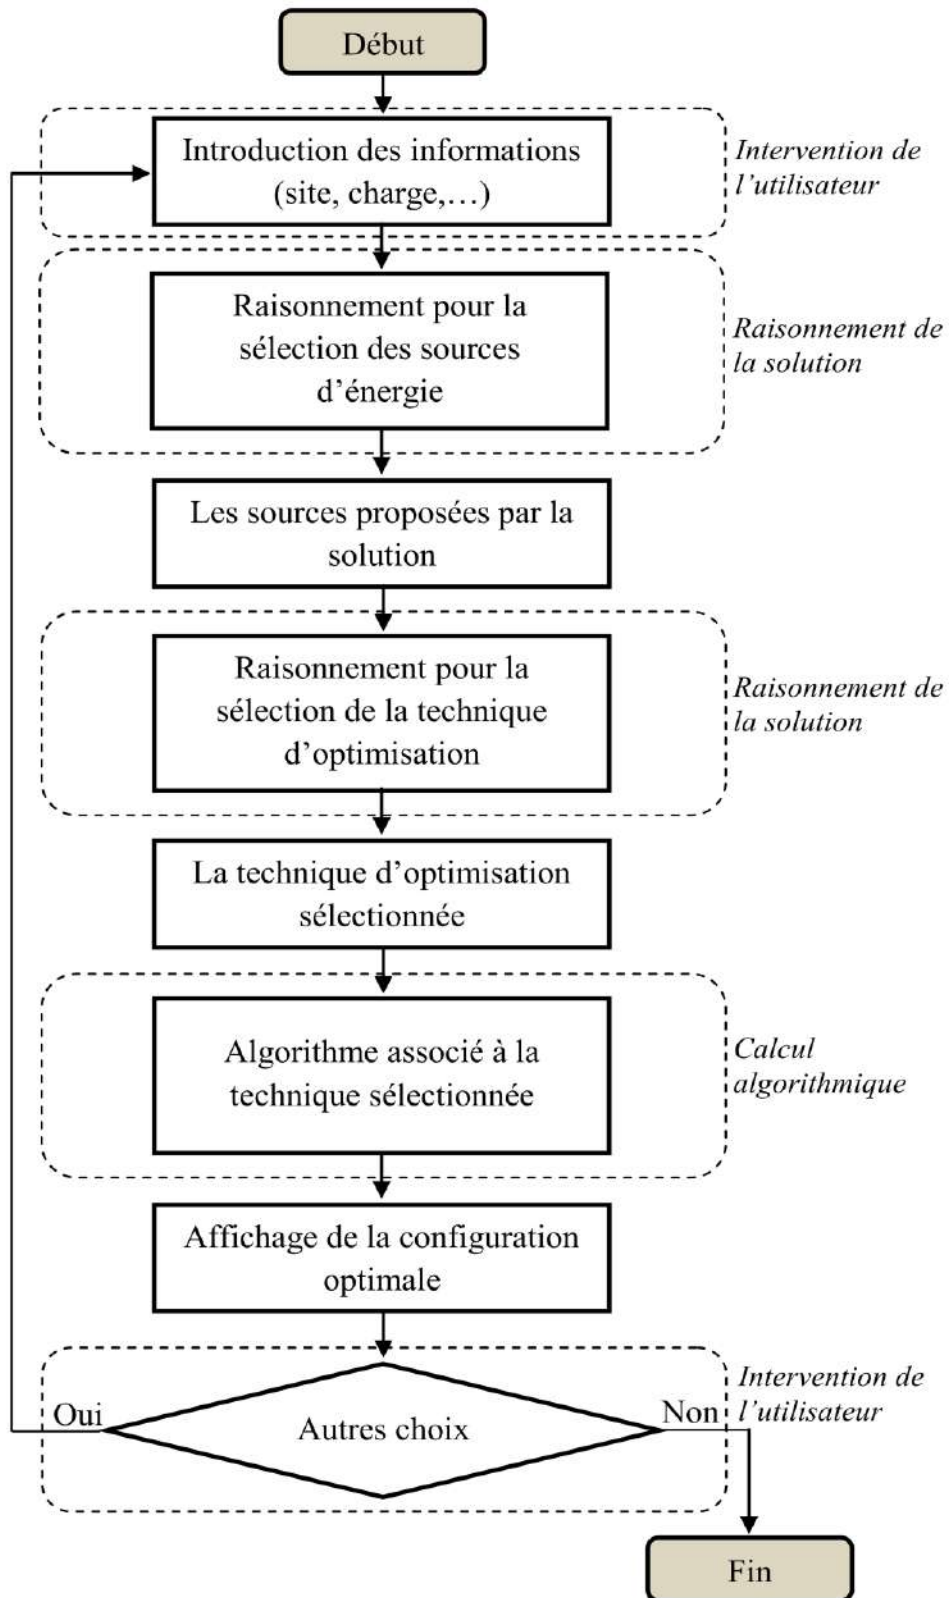 Début
Introduction des informations
(site, charge,…)
Intervention de
l’utilisateur
Raisonnement pour la
sélection des sources
d’énergie
Raisonnement de
la solution
Les sources proposées par la
solution
Raisonnement pour la
sélection de la technique
d’optimisation
Raisonnement de
la solution
La technique d’optimisation
sélectionnée
Algorithme associé à la
technique sélectionnée
Calcul
algorithmique
Affichage de la configuration
optimale
Intervention de
l’utilisateur
Oui
Autres choix
Non
Fin